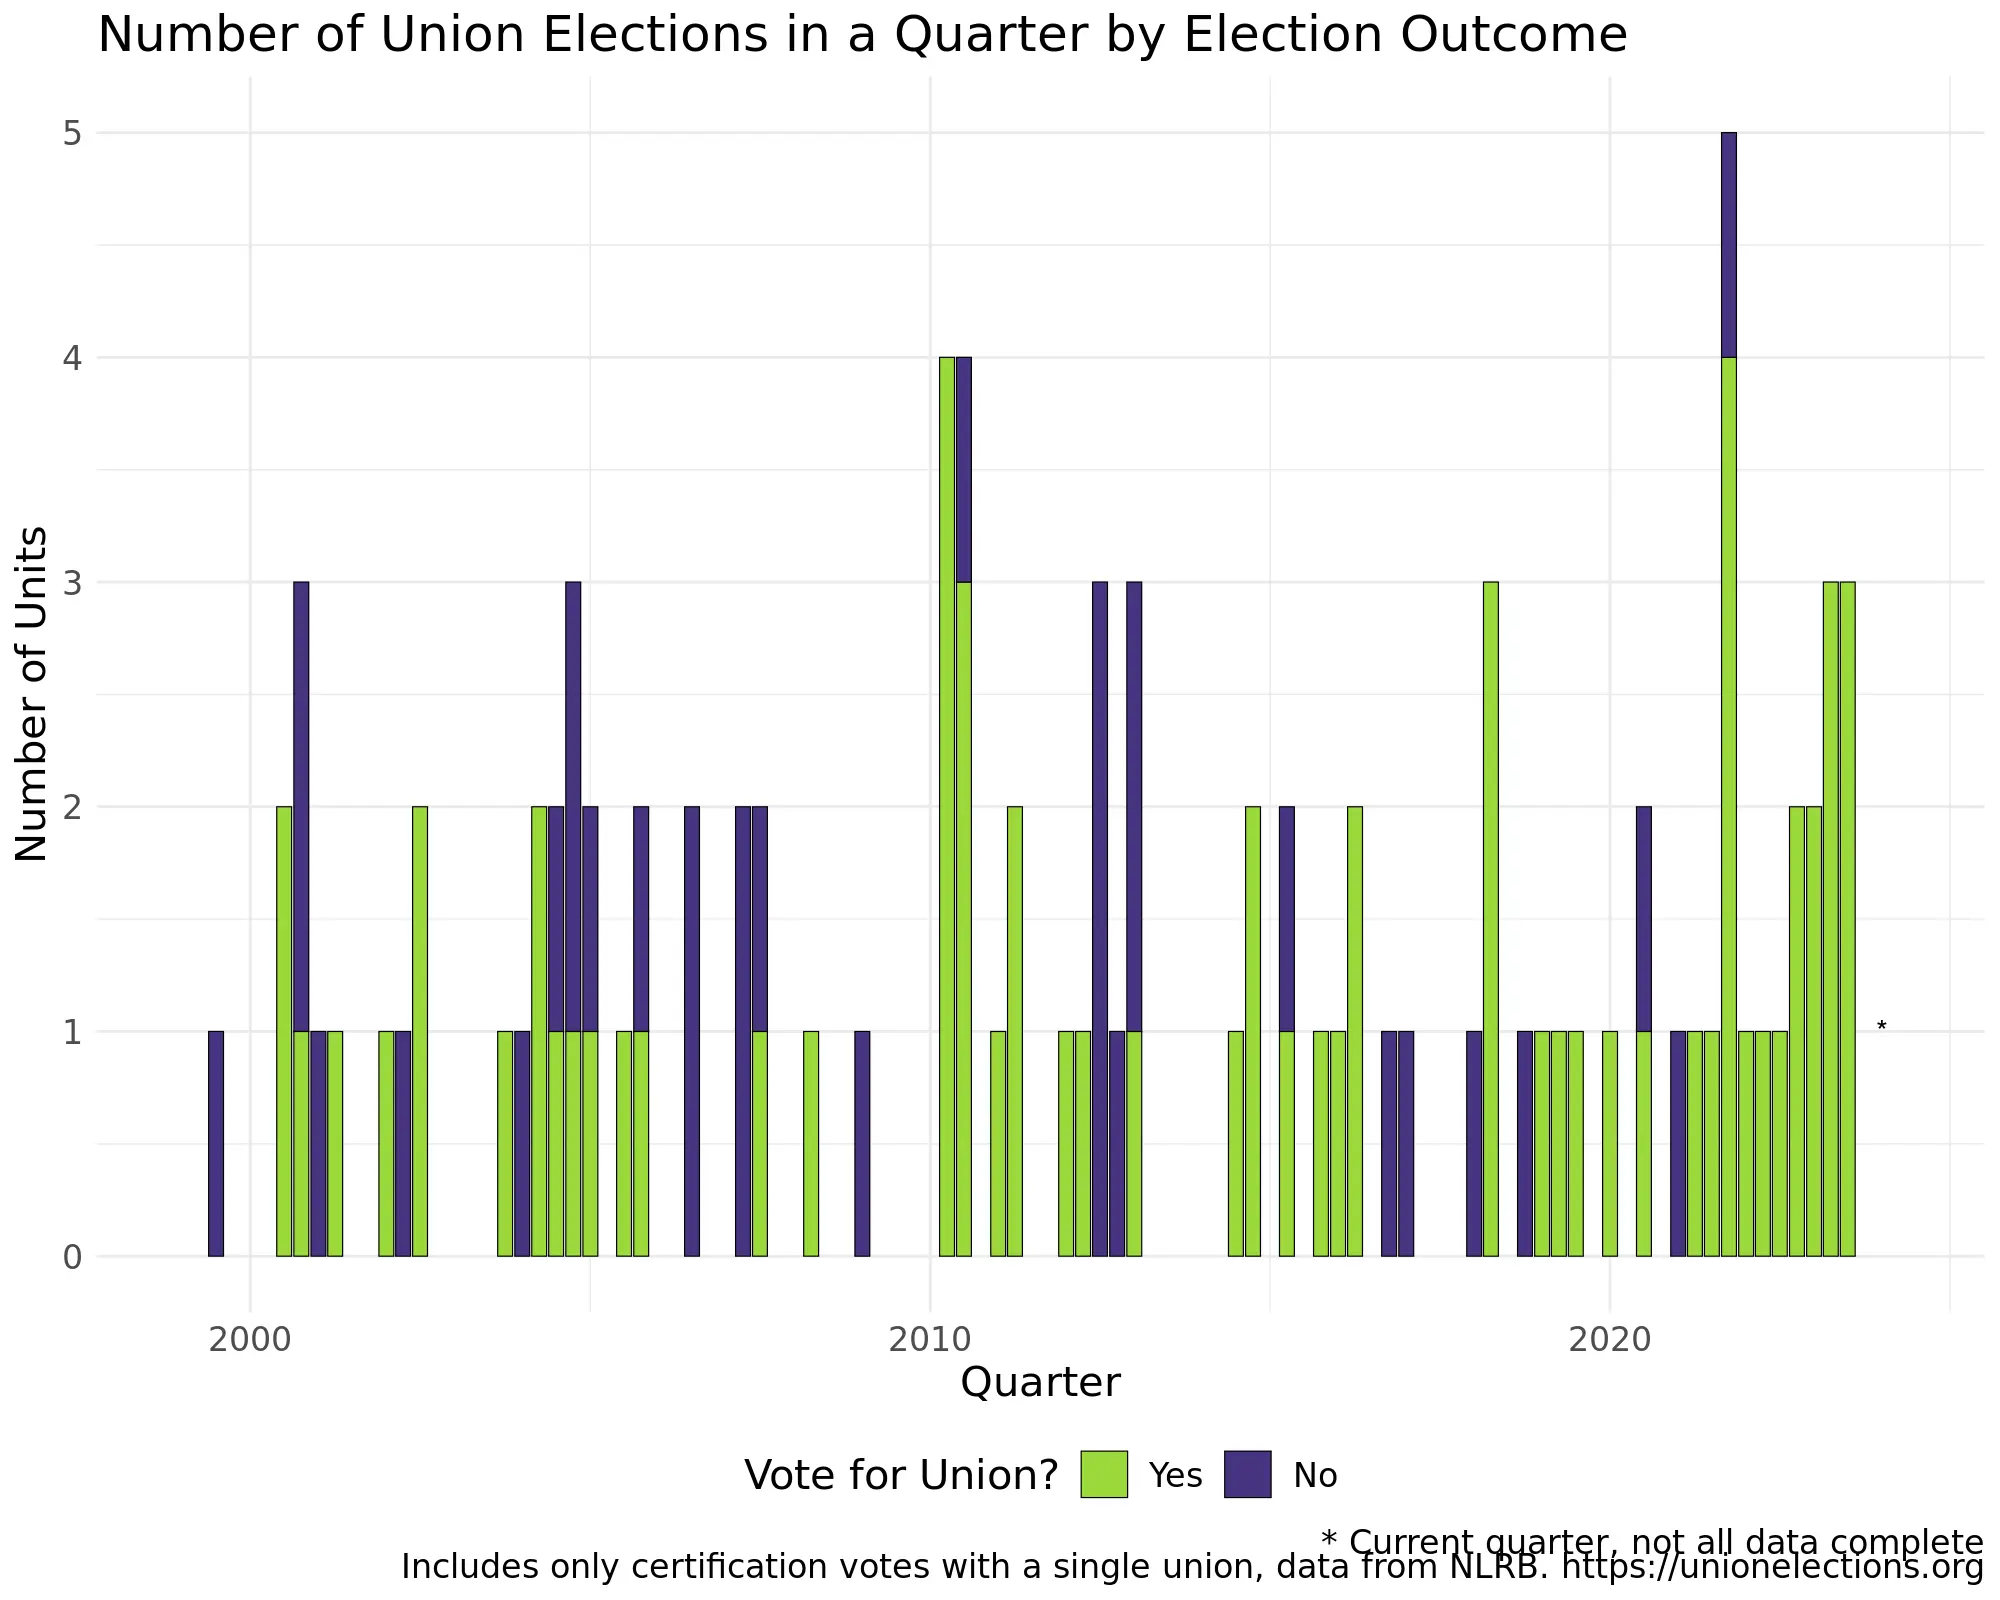 Number of Union Elections in a Quarter by Election Outcome
Number of Units
5
4
3
2
1
0
*
2000 2010 2020
Quarter
Vote for Union? Yes No
* Current quarter, not all data complete
Includes only certification votes with a single union, data from NLRB. https://unionelections.org